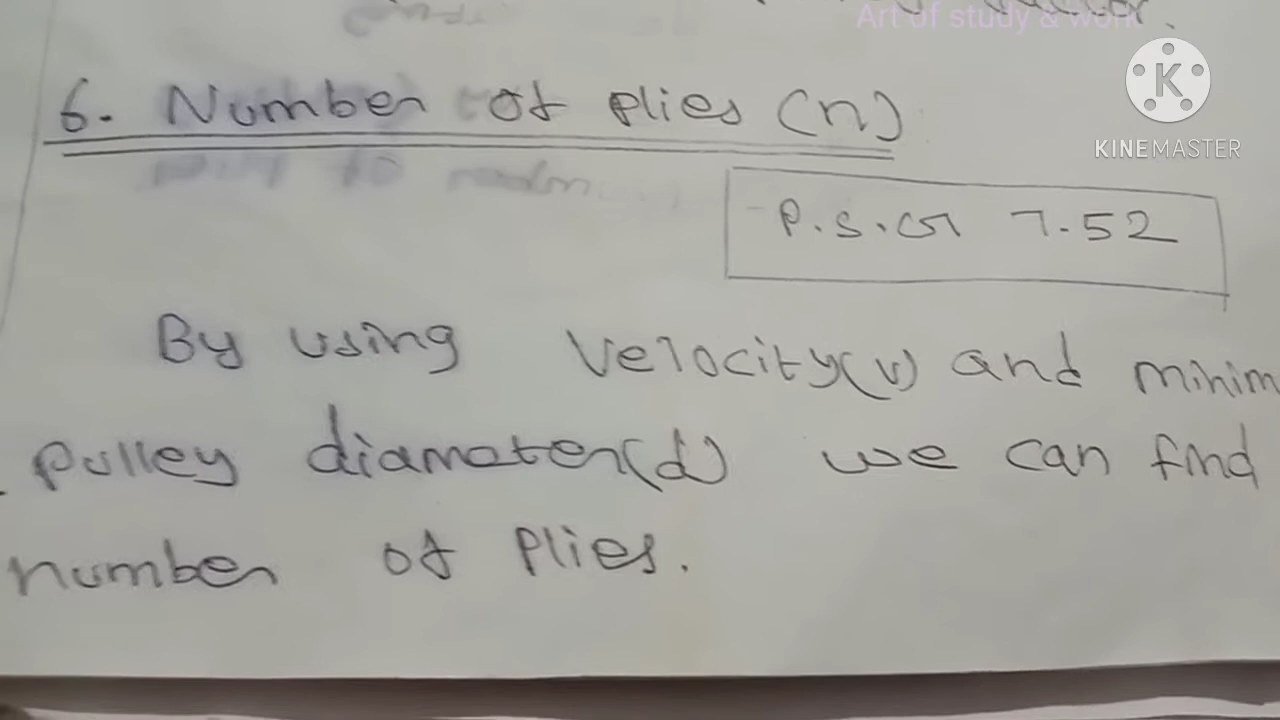 Art of study & work
6. Number of Plies (n)
KINEMASTER
P.S.G 7.52
By using velocity(v) and minim
pulley diameter(d) we can find
number of plies.